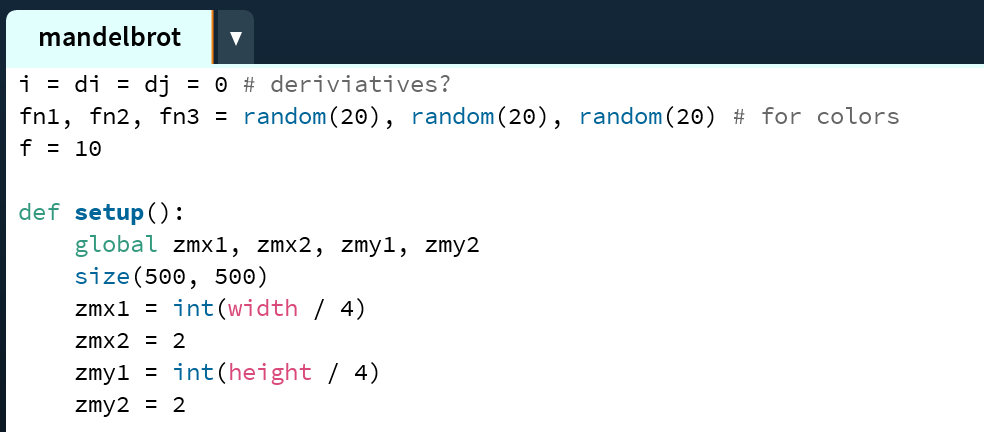 mandelbrot ▼
i = di = dj = 0 # deriviatives?
fn1, fn2, fn3 = random(20), random(20), random(20) # for colors
f = 10
def setup():
    global zmx1, zmx2, zmy1, zmy2
    size(500, 500)
    zmx1 = int(width / 4)
    zmx2 = 2
    zmy1 = int(height / 4)
    zmy2 = 2